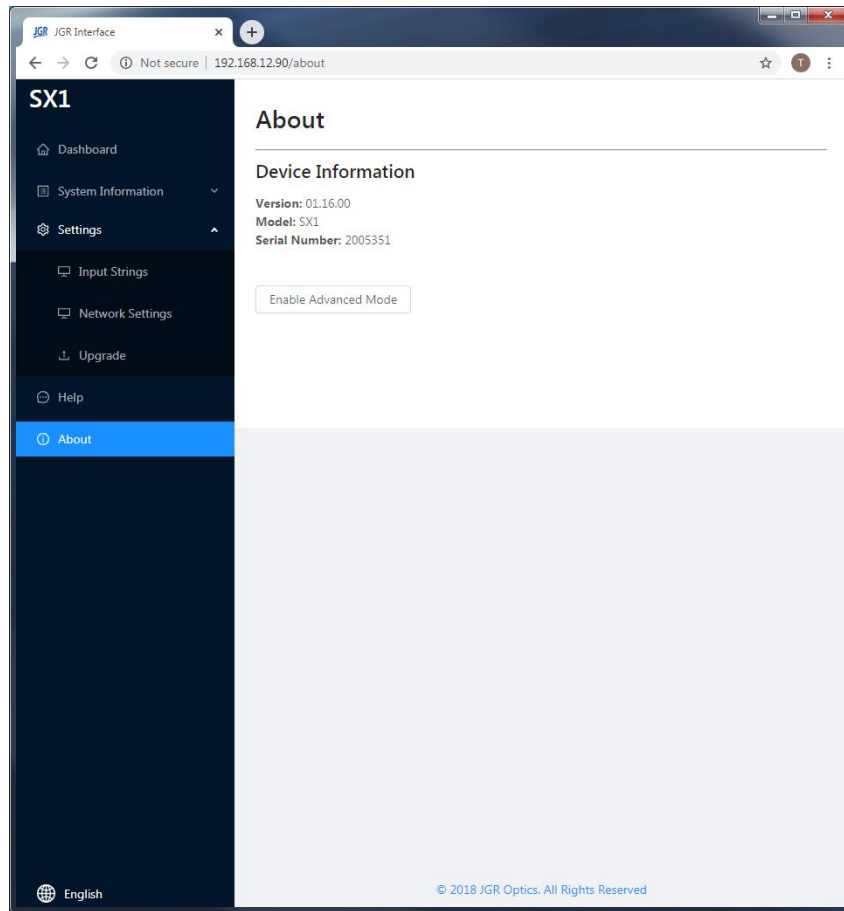 JGR JGR Interface
Not secure | 192.168.12.90/about
T
SX1
Dashboard
System Information
Settings
Input Strings
Network Settings
Upgrade
Help
About
English
About
Device Information
Version: 01.16.00
Model: SX1
Serial Number: 2005351
Enable Advanced Mode
© 2018 JGR Optics. All Rights Reserved